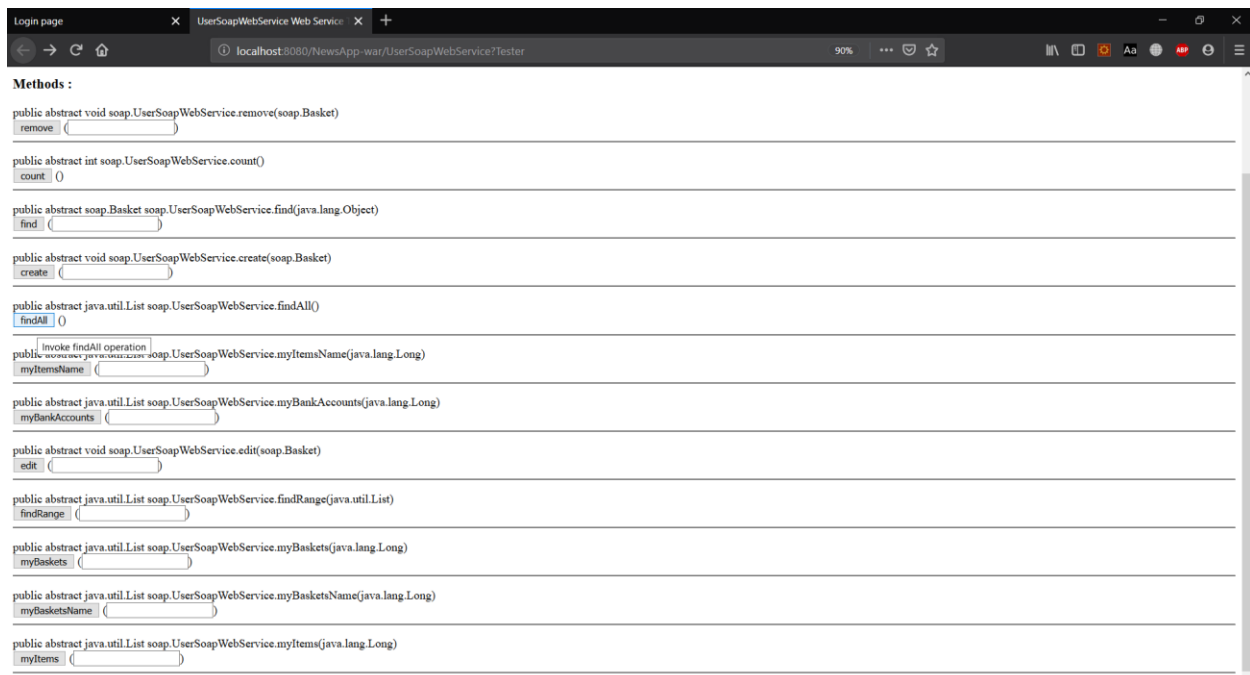 Login page
UserSoapWebService Web Service
localhost:8080/NewsApp-war/UserSoapWebService?Tester
90%
Aa
ABP
Methods :
public abstract void soap.UserSoapWebService.remove(soap.Basket)
remove ( )
public abstract int soap.UserSoapWebService.count()
count ()
public abstract soap.Basket soap.UserSoapWebService.find(java.lang.Object)
find ( )
public abstract void soap.UserSoapWebService.create(soap.Basket)
create ( )
public abstract java.util.List soap.UserSoapWebService.findAll()
findAll ()
Invoke findAll operation
public abstract java.util.List soap.UserSoapWebService.myItemsName(java.lang.Long)
myItemsName ( )
public abstract java.util.List soap.UserSoapWebService.myBankAccounts(java.lang.Long)
myBankAccounts ( )
public abstract void soap.UserSoapWebService.edit(soap.Basket)
edit ( )
public abstract java.util.List soap.UserSoapWebService.findRange(java.util.List)
findRange ( )
public abstract java.util.List soap.UserSoapWebService.myBaskets(java.lang.Long)
myBaskets ( )
public abstract java.util.List soap.UserSoapWebService.myBasketsName(java.lang.Long)
myBasketsName ( )
public abstract java.util.List soap.UserSoapWebService.myItems(java.lang.Long)
myItems ( )